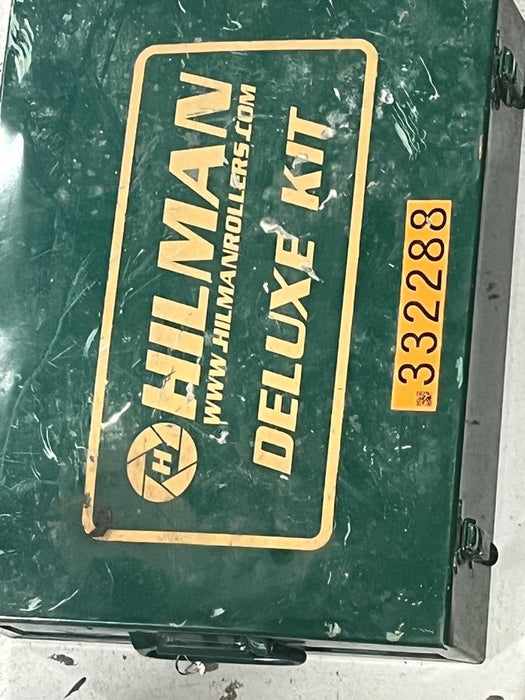 H HILMAN
WWW.HILMANROLLERS.COM
DELUXE KIT
332288